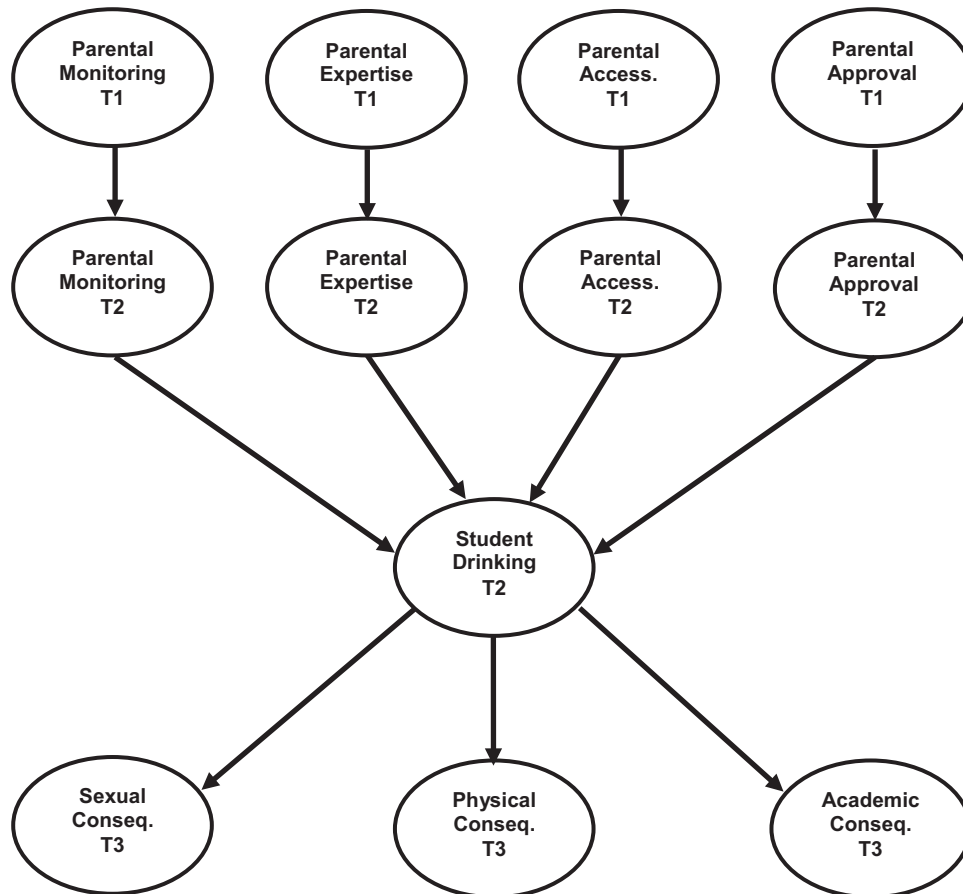 Parental
Monitoring
T1
Parental
Expertise
T1
Parental
Access.
T1
Parental
Approval
T1
Parental
Monitoring
T2
Parental
Expertise
T2
Parental
Access.
T2
Parental
Approval
T2
Student
Drinking
T2
Sexual
Conseq.
T3
Physical
Conseq.
T3
Academic
Conseq.
T3